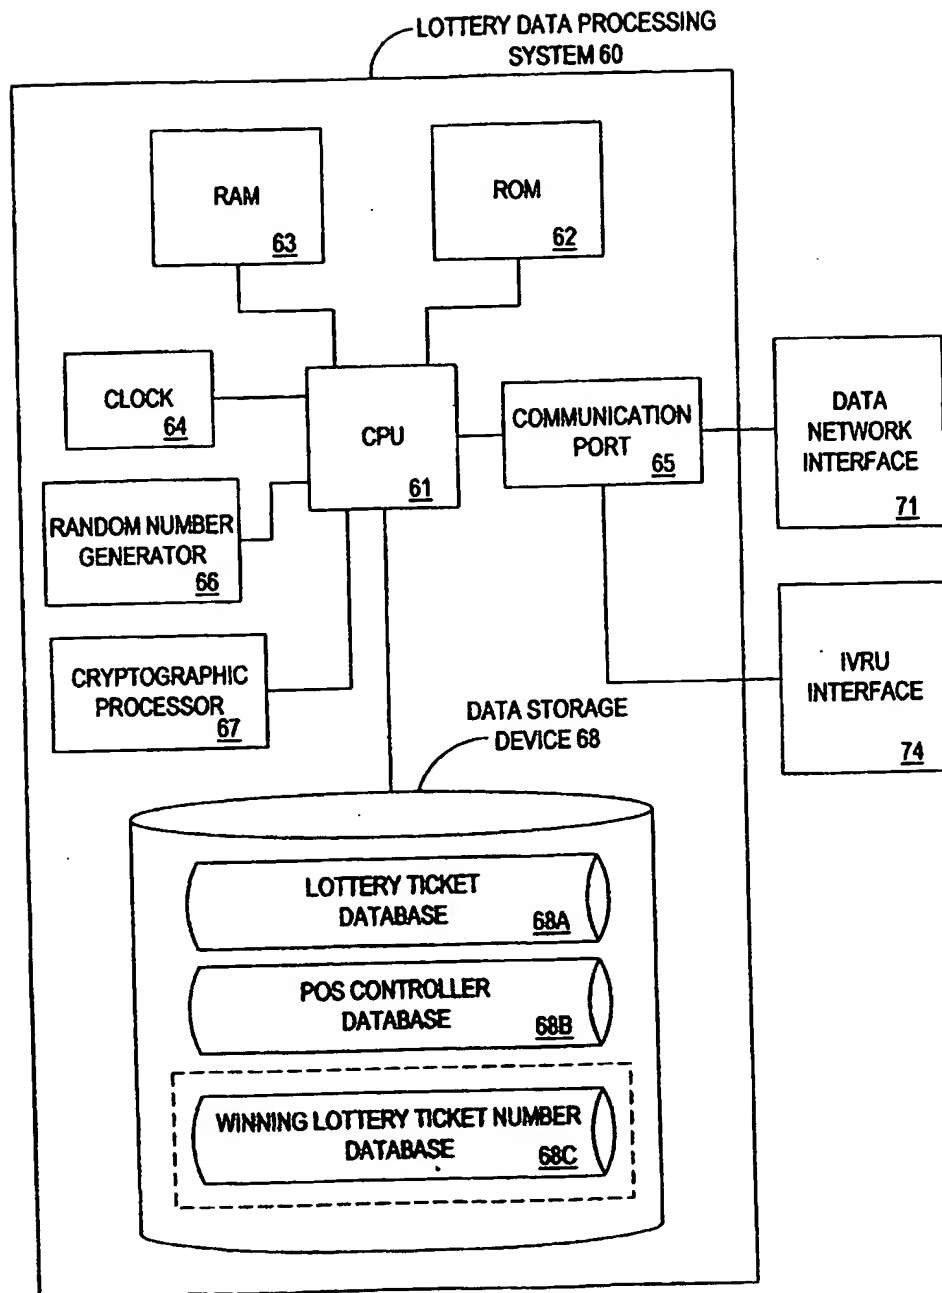 LOTTERY DATA PROCESSING
SYSTEM 60
RAM
63
ROM
62
CLOCK
64
CPU
61
COMMUNICATION
PORT
65
DATA
NETWORK
INTERFACE
71
RANDOM NUMBER
GENERATOR
66
CRYPTOGRAPHIC
PROCESSOR
67
IVRU
INTERFACE
74
DATA STORAGE
DEVICE 68
LOTTERY TICKET
DATABASE
68A
POS CONTROLLER
DATABASE
68B
WINNING LOTTERY TICKET NUMBER
DATABASE
68C